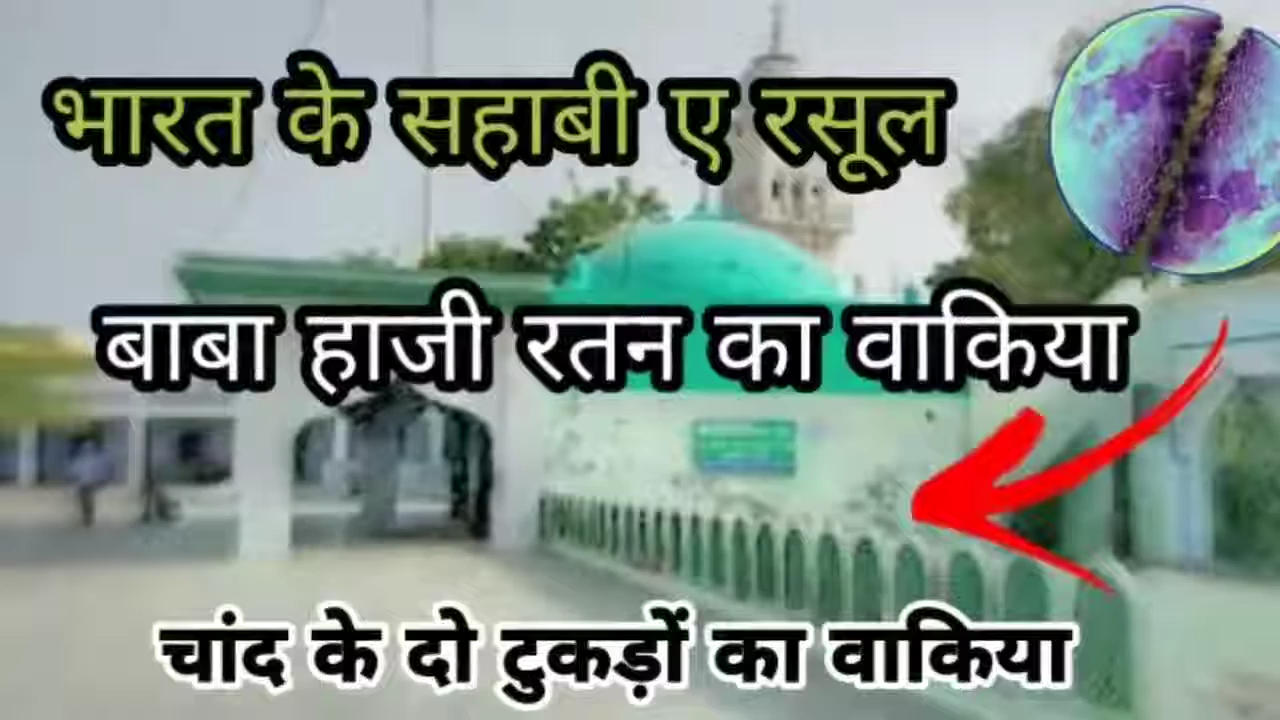 भारत के सहाबी ए रसूल
बाबा हाजी रतन का वाकिया
चांद के दो टुकड़ों का वाकिया